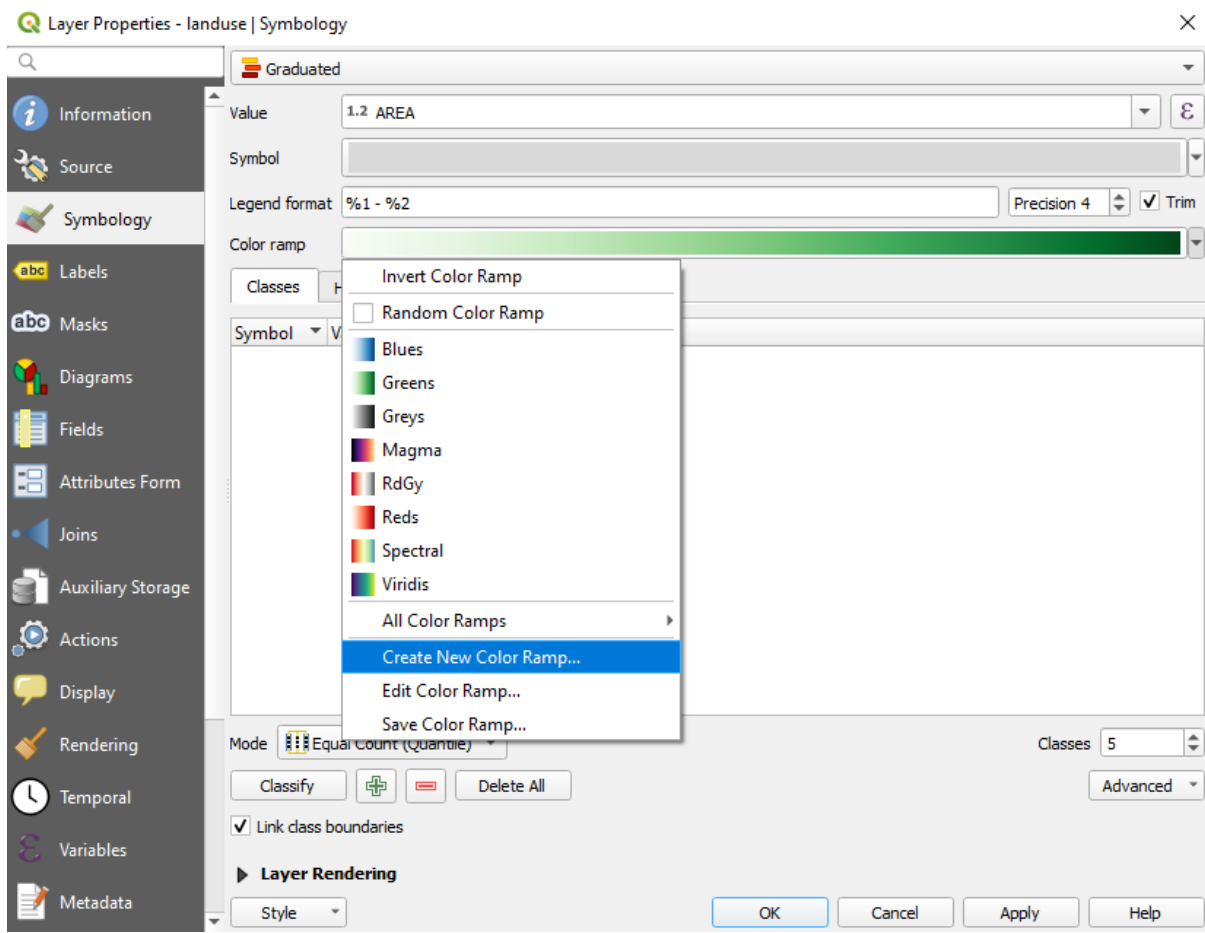 Layer Properties - landuse | Symbology
Graduated
Information
Value 1.2 AREA ε
Source
Symbol
Symbology
Legend format %1 - %2 Precision 4 Trim
Color ramp
abc Labels
Classes H
Invert Color Ramp
abc Masks
Random Color Ramp
Symbol V
Blues
Diagrams
Greens
Greys
Fields
Magma
Attributes Form
RdGy
Reds
Joins
Spectral
Auxiliary Storage
Viridis
All Color Ramps
Actions
Create New Color Ramp...
Display
Edit Color Ramp...
Save Color Ramp...
Rendering
Mode Equal Count (Quantile) Classes 5
Classify Delete All Advanced
Temporal
Link class boundaries
Variables
Layer Rendering
Metadata
Style OK Cancel Apply Help